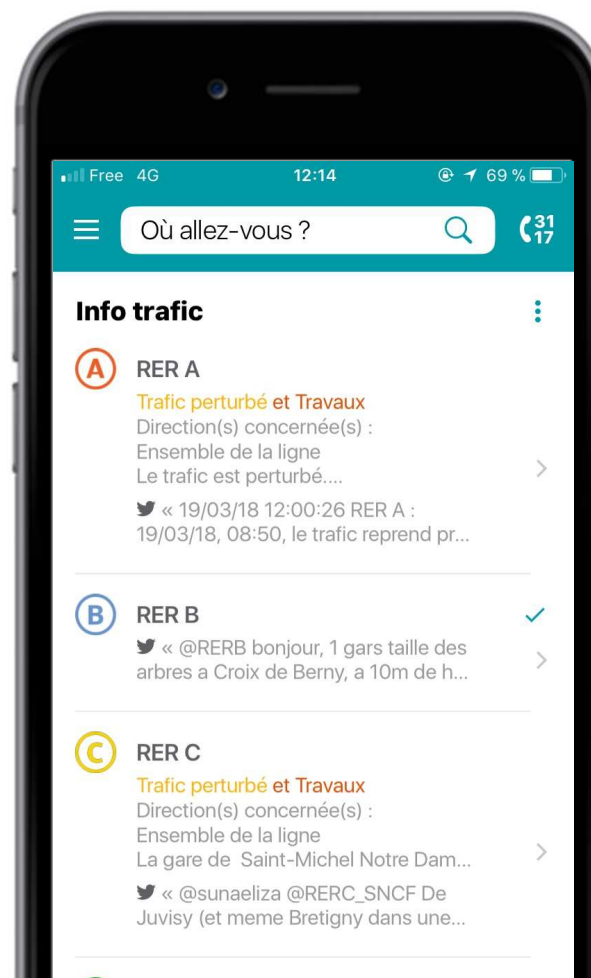 Free 4G 12:14 69 %
Où allez-vous ? 31
17
Info trafic
A RER A
Trafic perturbé et Travaux
Direction(s) concernée(s) :
Ensemble de la ligne
Le trafic est perturbé....
« 19/03/18 12:00:26 RER A :
19/03/18, 08:50, le trafic reprend pr...
B RER B
« @RERB bonjour, 1 gars taille des
arbres a Croix de Berny, a 10m de h...
C RER C
Trafic perturbé et Travaux
Direction(s) concernée(s) :
Ensemble de la ligne
La gare de Saint-Michel Notre Dam...
« @sunaeliza @RERC_SNCF De
Juvisy (et meme Bretigny dans une...